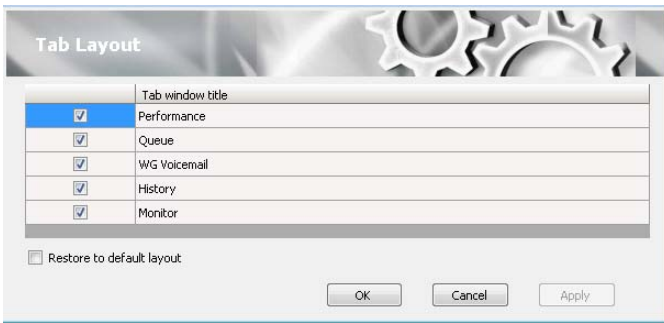 Tab Layout
Tab window title
Performance
Queue
WG Voicemail
History
Monitor
Restore to default layout
OK Cancel Apply